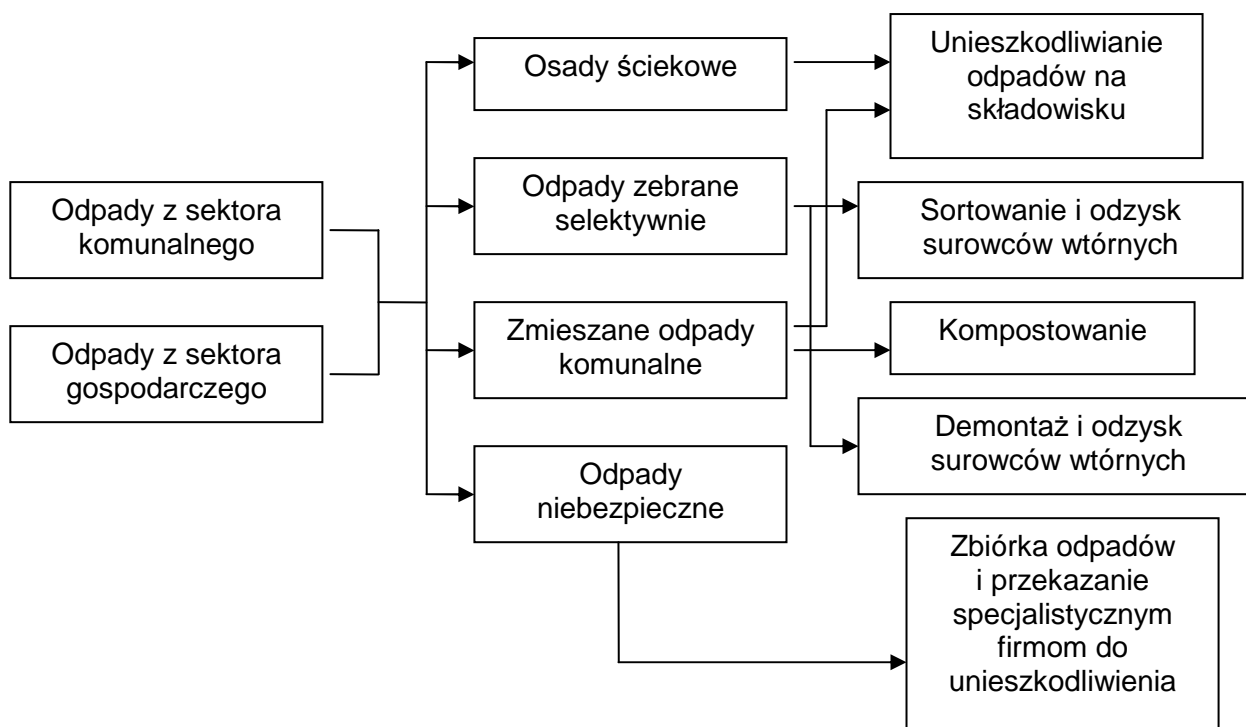 Odpady z sektora
komunalnego
Odpady z sektora
gospodarczego
Osady ściekowe
Odpady zebrane
selektywnie
Zmieszane odpady
komunalne
Odpady
niebezpieczne
Unieszkodliwianie
odpadów na
składowisku
Sortowanie i odzysk
surowców wtórnych
Kompostowanie
Demontaż i odzysk
surowców wtórnych
Zbiórka odpadów
i przekazanie
specjalistycznym
firmom do
unieszkodliwienia